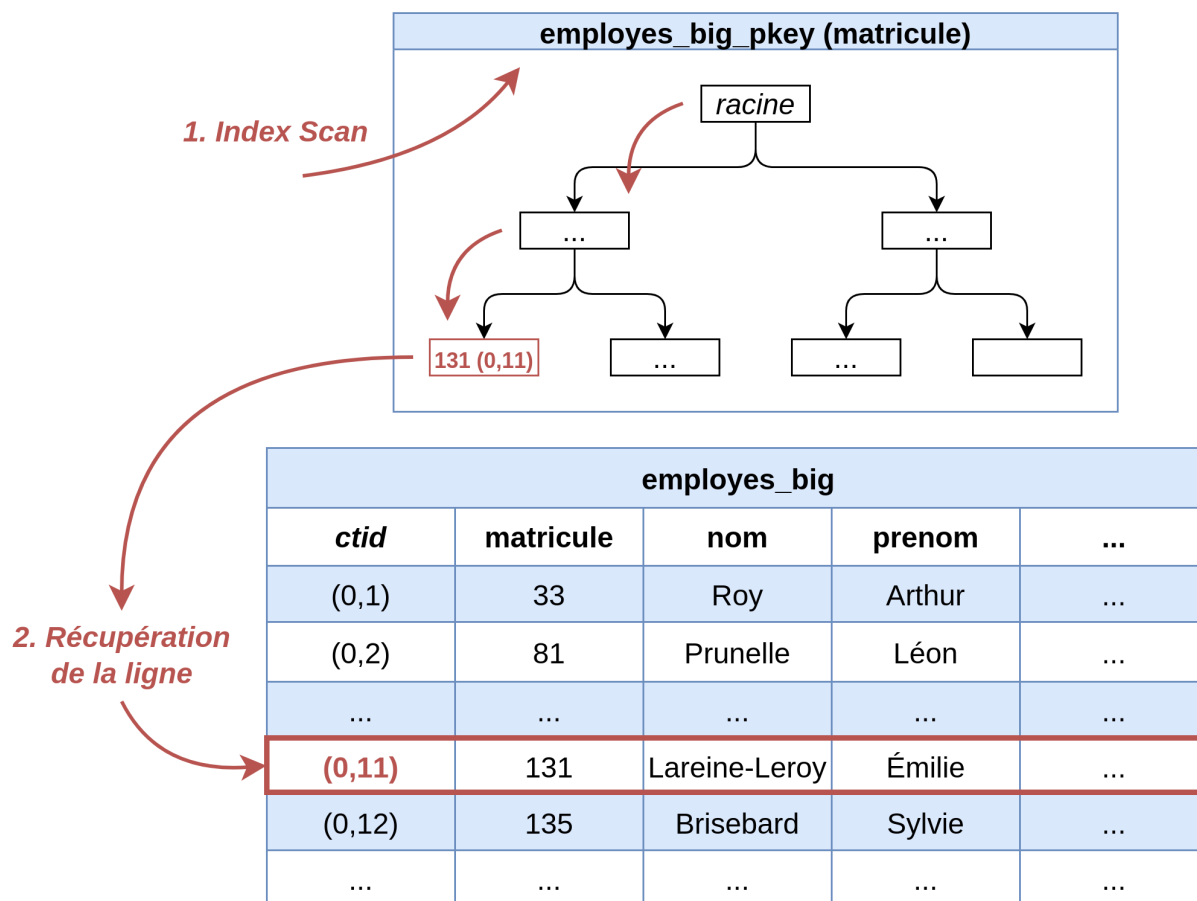 employes_big_pkey (matricule)
1. Index Scan
racine
...
...
131 (0,11)
...
...
employes_big
ctid matricule nom prenom ...
(0,1) 33 Roy Arthur ...
(0,2) 81 Prunelle Léon ...
2. Récupération
de la ligne
... ... ... ... ...
(0,11) 131 Lareine-Leroy Émilie ...
(0,12) 135 Brisebard Sylvie ...
... ... ... ... ...